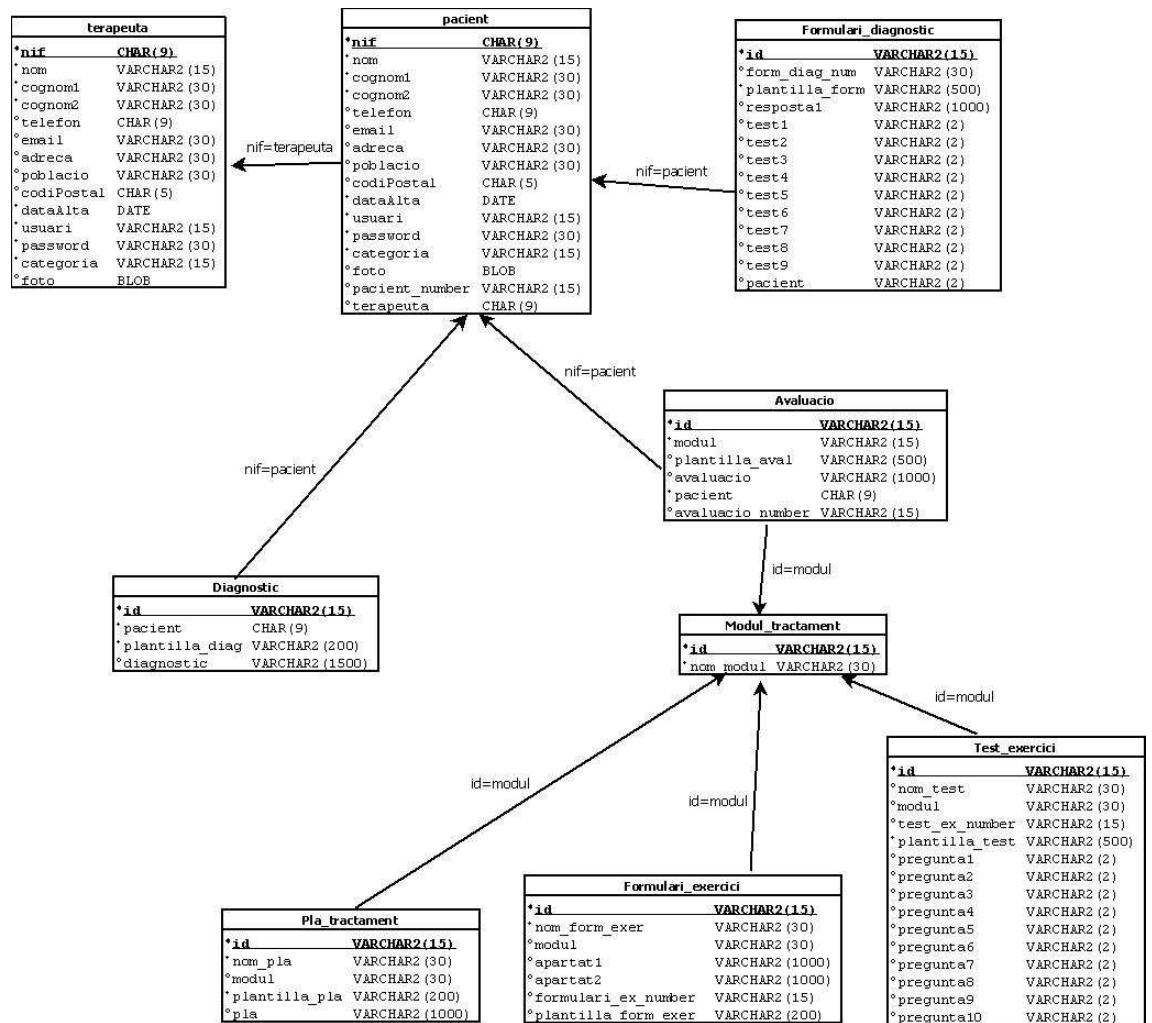 terapeuta
*nif CHAR(9)
*nom VARCHAR2(15)
*cognom1 VARCHAR2(30)
*cognom2 VARCHAR2(30)
°telefon CHAR(9)
°email VARCHAR2(30)
°adreca VARCHAR2(30)
°poblacio VARCHAR2(30)
°codiPostal CHAR(5)
*dataAlta DATE
*usuari VARCHAR2(15)
*password VARCHAR2(30)
*categoria VARCHAR2(15)
°foto BLOB
nif=terapeuta
pacient
*nif CHAR(9)
*nom VARCHAR2(15)
*cognom1 VARCHAR2(30)
*cognom2 VARCHAR2(30)
°telefon CHAR(9)
°email VARCHAR2(30)
°adreca VARCHAR2(30)
°poblacio VARCHAR2(30)
°codiPostal CHAR(5)
*dataAlta DATE
*usuari VARCHAR2(15)
*password VARCHAR2(30)
*categoria VARCHAR2(15)
°foto BLOB
°pacient_number VARCHAR2(15)
°terapeuta CHAR(9)
nif=pacient
Formulari_diagnostic
*id VARCHAR2(15)
°form_diag_num VARCHAR2(30)
*plantilla_form VARCHAR2(500)
°resposta1 VARCHAR2(1000)
°test1 VARCHAR2(2)
°test2 VARCHAR2(2)
°test3 VARCHAR2(2)
°test4 VARCHAR2(2)
°test5 VARCHAR2(2)
°test6 VARCHAR2(2)
°test7 VARCHAR2(2)
°test8 VARCHAR2(2)
°test9 VARCHAR2(2)
°pacient VARCHAR2(2)
nif=pacient
nif=pacient
Avaluacio
*id VARCHAR2(15)
*modul VARCHAR2(15)
°plantilla_aval VARCHAR2(500)
°avaluacio VARCHAR2(1000)
*pacient CHAR(9)
°avaluacio_number VARCHAR2(15)
id=modul
Diagnostic
*id VARCHAR2(15)
*pacient CHAR(9)
*plantilla_diag VARCHAR2(200)
°diagnostic VARCHAR2(1500)
Modul_tractament
*id VARCHAR2(15)
*nom_modul VARCHAR2(30)
id=modul
id=modul
id=modul
Pla_tractament
*id VARCHAR2(15)
*nom_pla VARCHAR2(30)
°modul VARCHAR2(30)
*plantilla_pla VARCHAR2(200)
°pla VARCHAR2(1000)
Formulari_exercici
*id VARCHAR2(15)
*nom_form_exer VARCHAR2(30)
°modul VARCHAR2(30)
°apartat1 VARCHAR2(1000)
°apartat2 VARCHAR2(1000)
°formulari_ex_number VARCHAR2(15)
°plantilla_form_exer VARCHAR2(200)
Test_exercici
*id VARCHAR2(15)
°nom_test VARCHAR2(30)
°modul VARCHAR2(30)
°test_ex_number VARCHAR2(15)
*plantilla_test VARCHAR2(500)
°pregunta1 VARCHAR2(2)
°pregunta2 VARCHAR2(2)
°pregunta3 VARCHAR2(2)
°pregunta4 VARCHAR2(2)
°pregunta5 VARCHAR2(2)
°pregunta6 VARCHAR2(2)
°pregunta7 VARCHAR2(2)
°pregunta8 VARCHAR2(2)
°pregunta9 VARCHAR2(2)
°pregunta10 VARCHAR2(2)